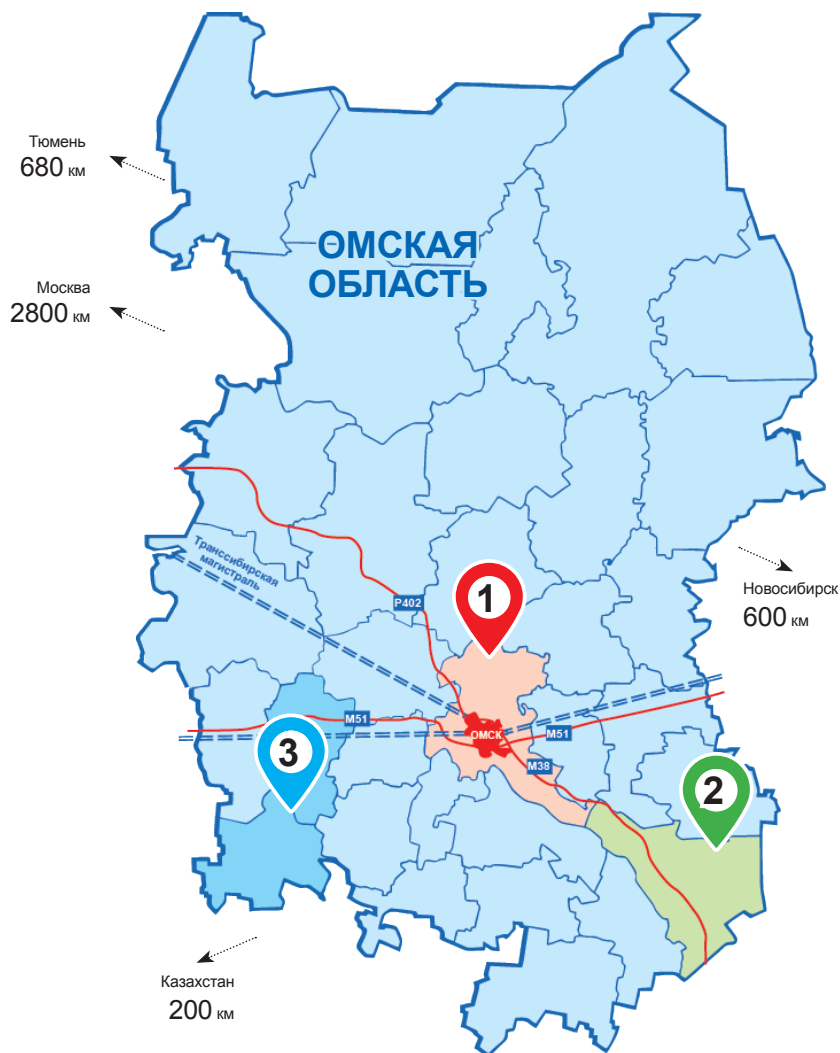 Тюмень
680 км
ОМСКАЯ
ОБЛАСТЬ
Москва
2800 км
Транссибирская
магистраль
Новосибирск
600 км
1
Р402
М51
ОМСК
М51
М38
3
2
Казахстан
200 км